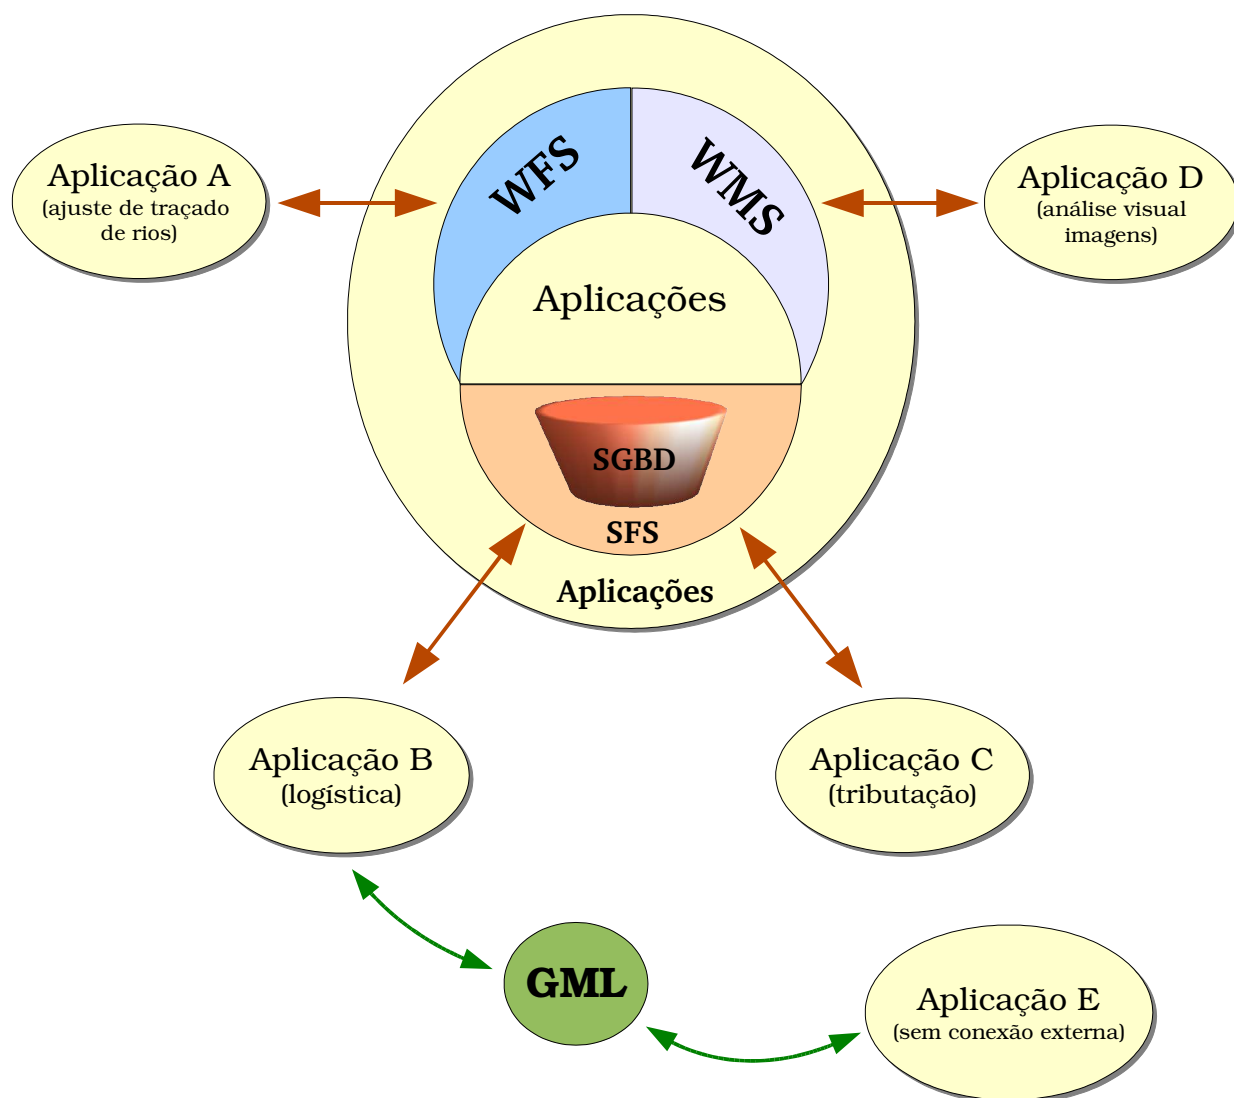 WFS
WMS
Aplicação A
(ajuste de traçado
de rios)
Aplicação D
(análise visual
imagens)
Aplicações
SGBD
SFS
Aplicações
Aplicação B
(logística)
Aplicação C
(tributação)
GML
Aplicação E
(sem conexão externa)